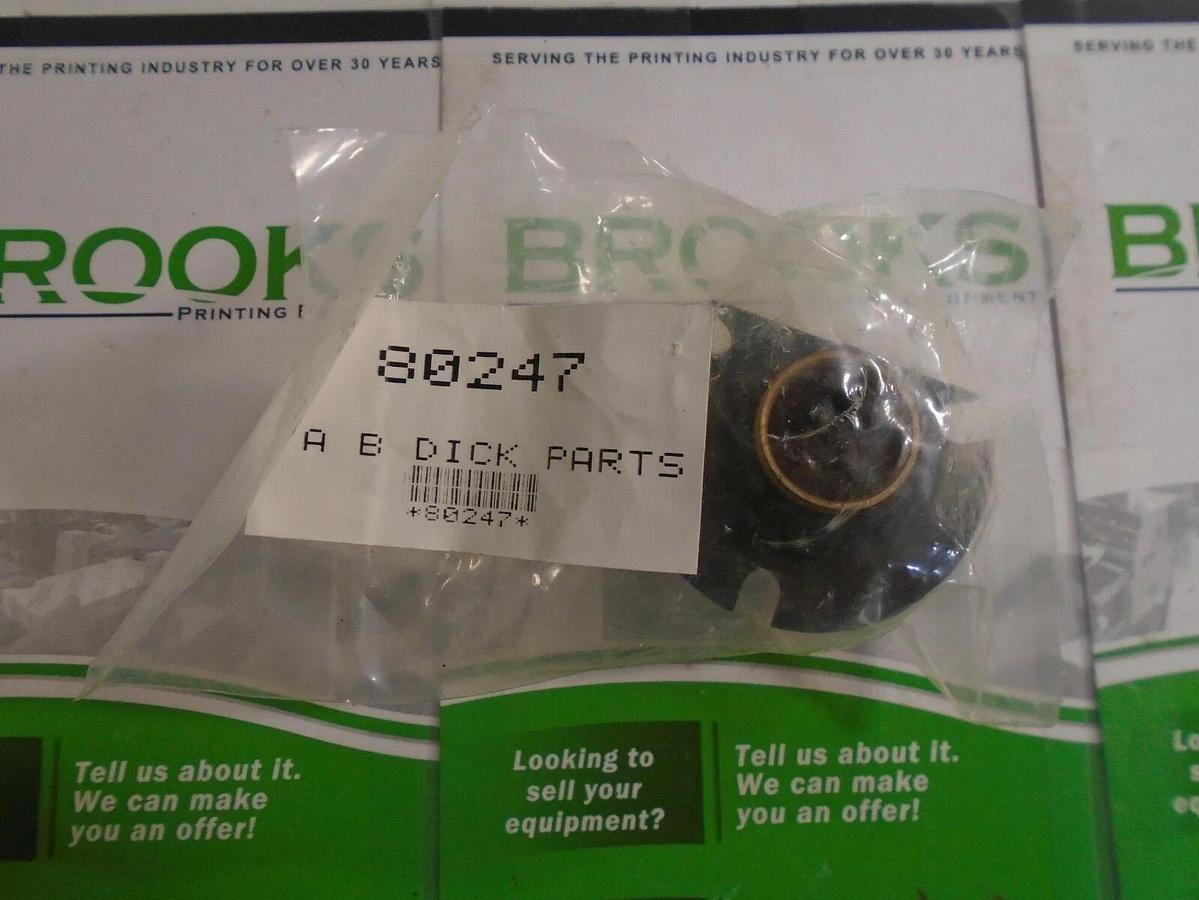 THE PRINTING INDUSTRY FOR OVER 30 YEARS
SERVING THE PRINTING INDUSTRY FOR OVER 30 YEARS
SERVING THE
ROOKS
PRINTING
BROOKS
B
80247
A B DICK PARTS
*80247*
Tell us about it.
We can make
you an offer!
Looking to
sell your
equipment?
Tell us about it.
We can make
you an offer!